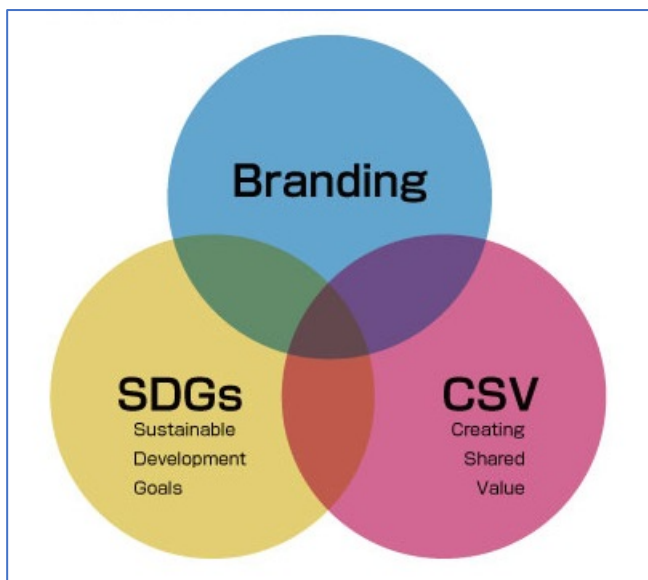 Branding
SDGs
Sustainable
Development
Goals
CSV
Creating
Shared
Value